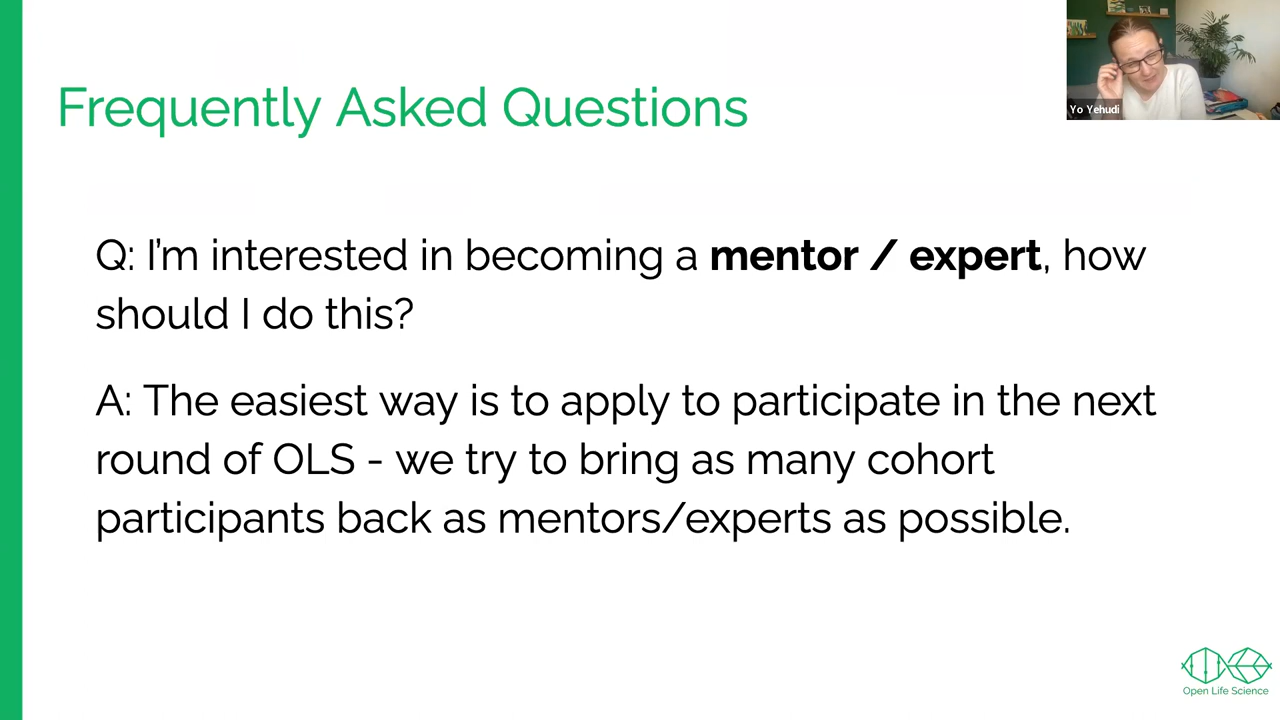 Frequently Asked Questions
Yo Yehudi
Q: I'm interested in becoming a mentor / expert, how
should I do this?
A: The easiest way is to apply to participate in the next
round of OLS - we try to bring as many cohort
participants back as mentors/experts as possible.
Open Life Science